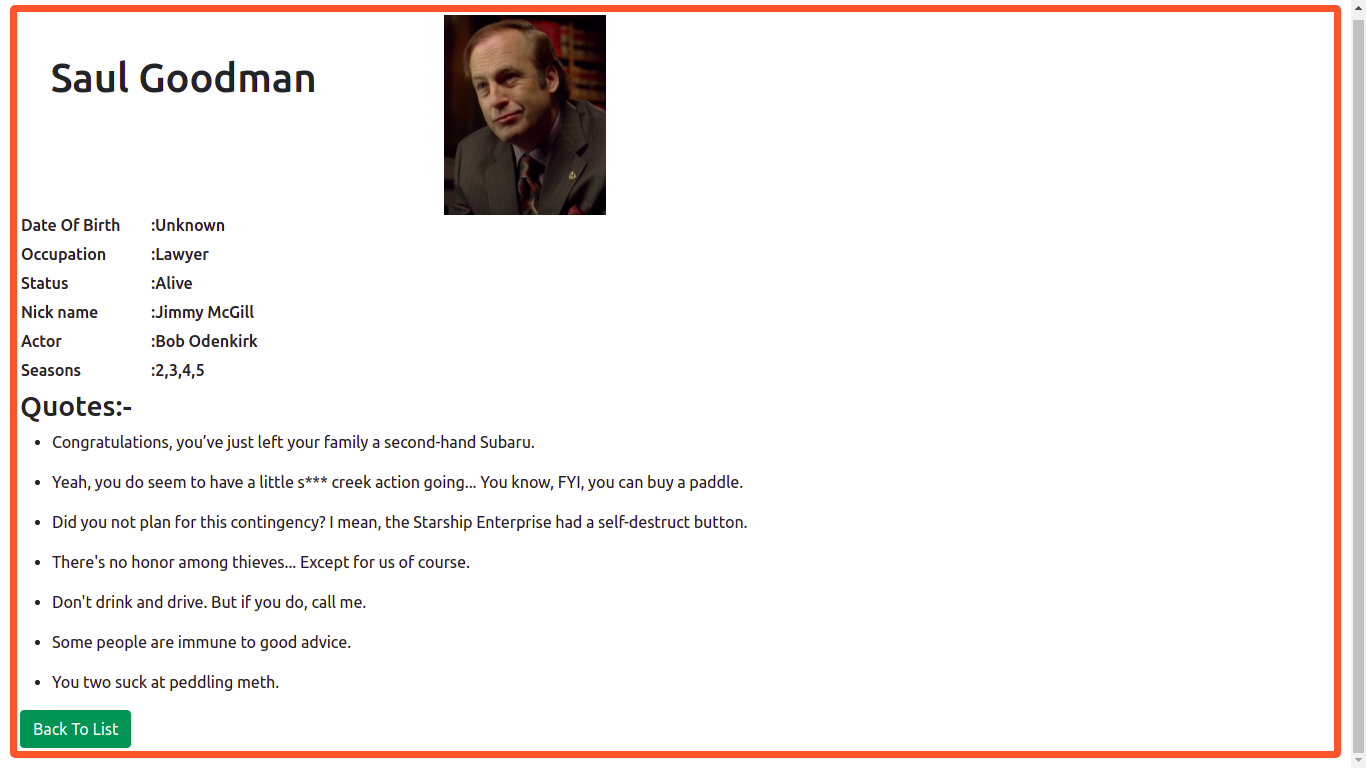 Saul Goodman
Date Of Birth :Unknown
Occupation :Lawyer
Status :Alive
Nick name :Jimmy McGill
Actor :Bob Odenkirk
Seasons :2,3,4,5
Quotes:-
• Congratulations, you’ve just left your family a second-hand Subaru.
• Yeah, you do seem to have a little s*** creek action going... You know, FYI, you can buy a paddle.
• Did you not plan for this contingency? I mean, the Starship Enterprise had a self-destruct button.
• There's no honor among thieves... Except for us of course.
• Don't drink and drive. But if you do, call me.
• Some people are immune to good advice.
• You two suck at peddling meth.
Back To List